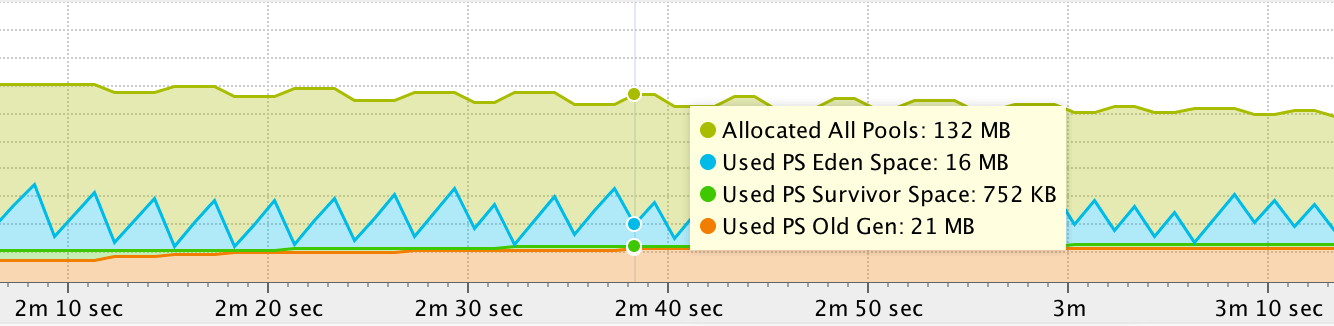 Allocated All Pools: 132 MB
Used PS Eden Space: 16 MB
Used PS Survivor Space: 752 KB
Used PS Old Gen: 21 MB
2m 10 sec 2m 20 sec 2m 30 sec 2m 40 sec 2m 50 sec 3m 3m 10 sec